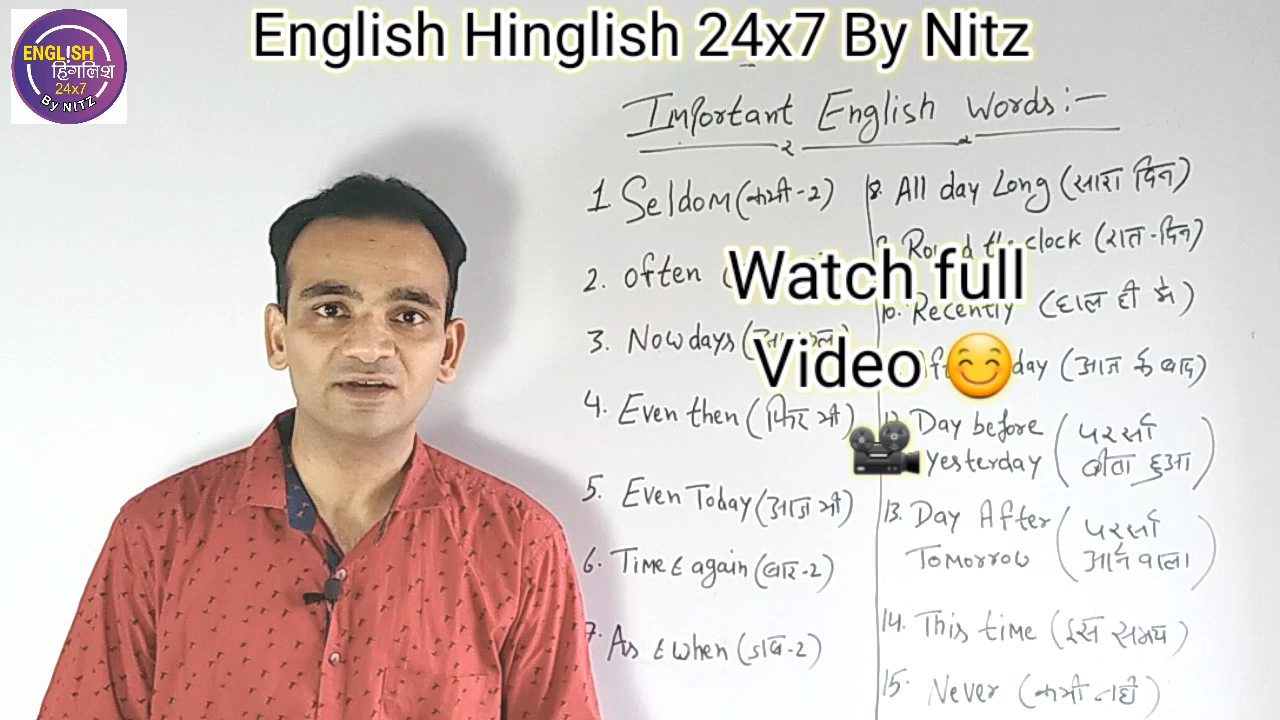 English Hinglish 24x7 By Nitz
ENGLISH
हिंगलिश
24x7
By NITZ
Important English Words:-
1 Seldom (कभी-2)
2. often
3. Nowdays
4. Even then (फिर भी)
5. Even Today (आज भी)
6. Time & again (बार-2)
7. As & when (जब-2)
8. All day Long (सारा दिन)
Round the clock (रात-दिन)
10. Recently (हाल ही मे)
day (आज के बाद)
Day before (परसों
yesterday बीता हुआ)
13. Day After (परसों
Tomorrow आने वाला)
14. This time (इस समय)
15. Never (कभी नही)
Watch full
Video 😊